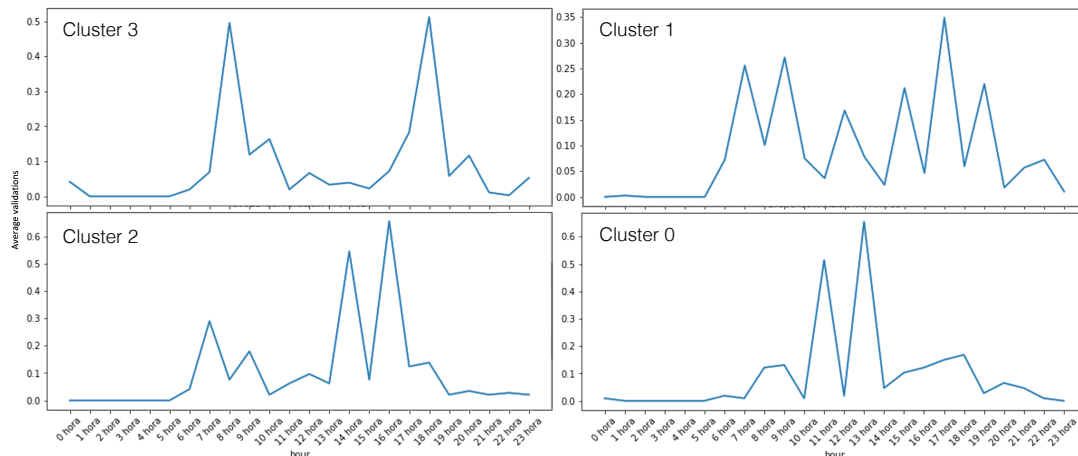 Cluster 3
0.5
0.4
0.3
0.2
0.1
0.0
Cluster 1
0.35
0.30
0.25
0.20
0.15
0.10
0.05
0.00
Average validations
Cluster 2
0.6
0.5
0.4
0.3
0.2
0.1
0.0
0 hora
1 hora
2 hora
3 hora
4 hora
5 hora
6 hora
7 hora
8 hora
9 hora
10 hora
11 hora
12 hora
13 hora
14 hora
15 hora
16 hora
17 hora
18 hora
19 hora
20 hora
21 hora
22 hora
23 hora
hour
Cluster 0
0.6
0.5
0.4
0.3
0.2
0.1
0.0
0 hora
1 hora
2 hora
3 hora
4 hora
5 hora
6 hora
7 hora
8 hora
9 hora
10 hora
11 hora
12 hora
13 hora
14 hora
15 hora
16 hora
17 hora
18 hora
19 hora
20 hora
21 hora
22 hora
23 hora
hour